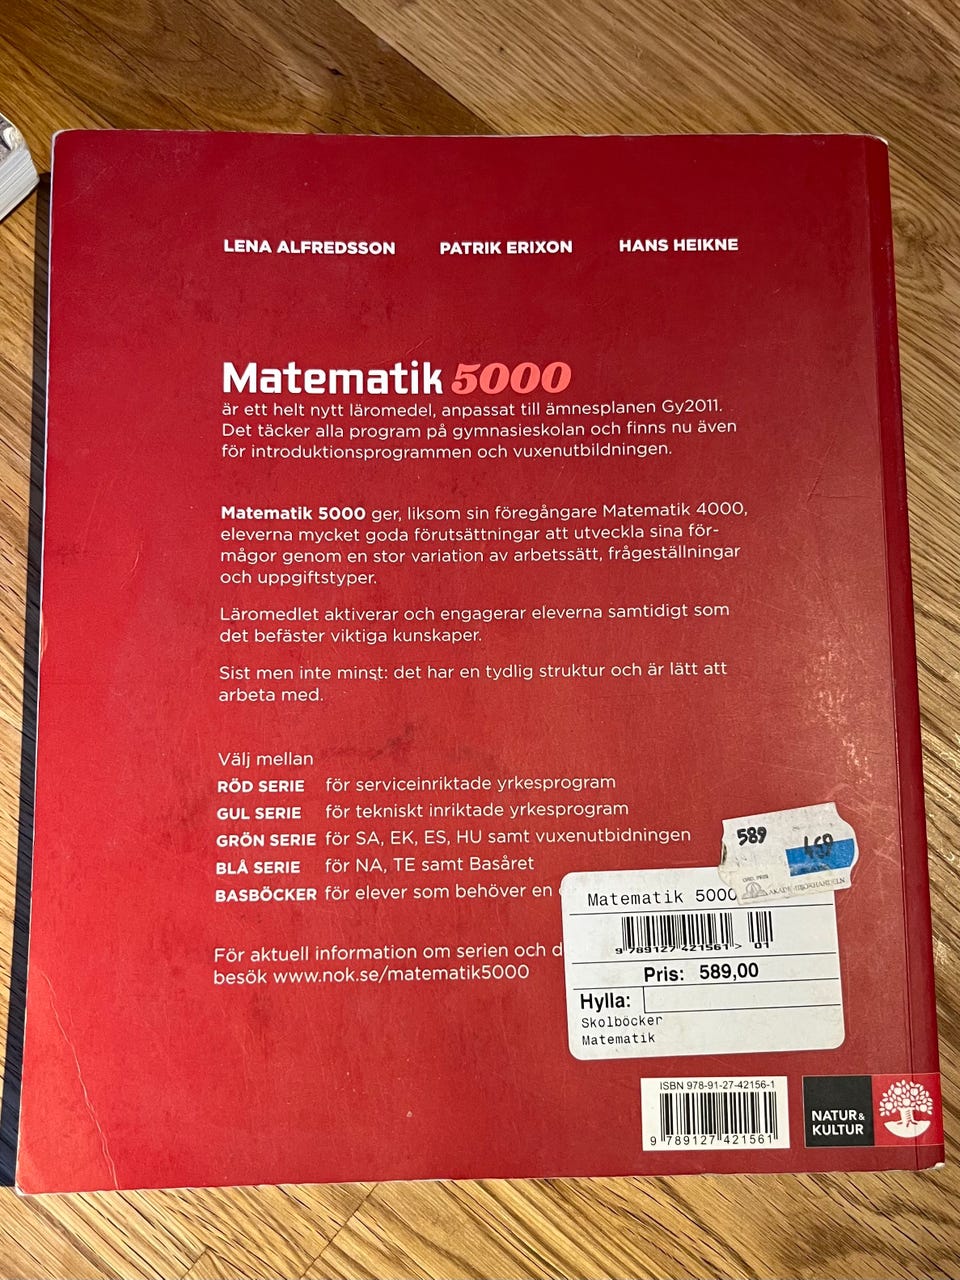 LENA ALFREDSSON PATRIK ERIXON HANS HEIKNE
Matematik 5000
är ett helt nytt läromedel, anpassat till ämnesplanen Gy2011.
Det täcker alla program på gymnasieskolan och finns nu även
för introduktionsprogrammen och vuxenutbildningen.
Matematik 5000 ger, liksom sin föregångare Matematik 4000,
eleverna mycket goda förutsättningar att utveckla sina för-
mågor genom en stor variation av arbetssätt, frågeställningar
och uppgiftstyper.
Läromedlet aktiverar och engagerar eleverna samtidigt som
det befäster viktiga kunskaper.
Sist men inte minst: det har en tydlig struktur och är lätt att
arbeta med.
Välj mellan
RÖD SERIE för serviceinriktade yrkesprogram
GUL SERIE för tekniskt inriktade yrkesprogram
GRÖN SERIE för SA, EK, ES, HU samt vuxenutbidningen
BLÅ SERIE för NA, TE samt Basåret
BASBÖCKER för elever som behöver en
För aktuell information om serien och
besök www.nok.se/matematik5000
589
ORD. PRIS
AKADEMIBOKHANDELN
Matematik 5000
9 789127 421561 > 01
Pris: 589,00
Hylla:
Skolböcker
Matematik
ISBN 978-91-27-42156-1
9 789127 421561
NATUR &
KULTUR